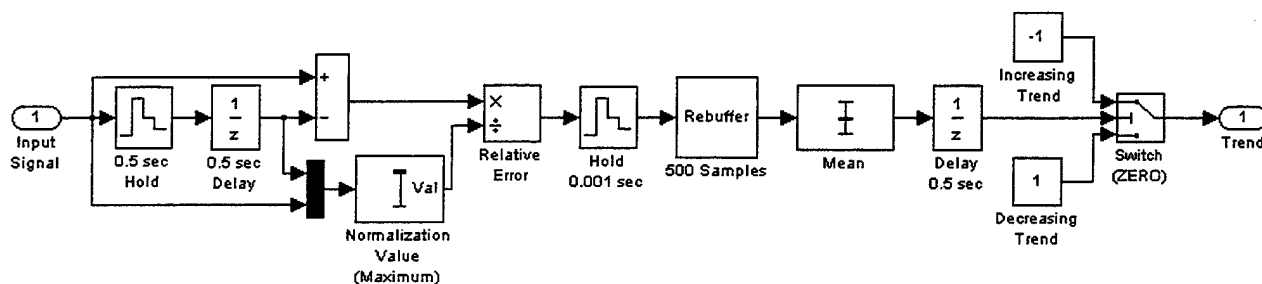 1
Input
Signal
0.5 sec
Hold
1
z
0.5 sec
Delay
+
−
Val
Normalization
Value
(Maximum)
×
÷
Relative
Error
Hold
0.001 sec
Rebuffer
500 Samples
Mean
1
z
Delay
0.5 sec
-1
Increasing
Trend
1
Decreasing
Trend
Switch
(ZERO)
1
Trend